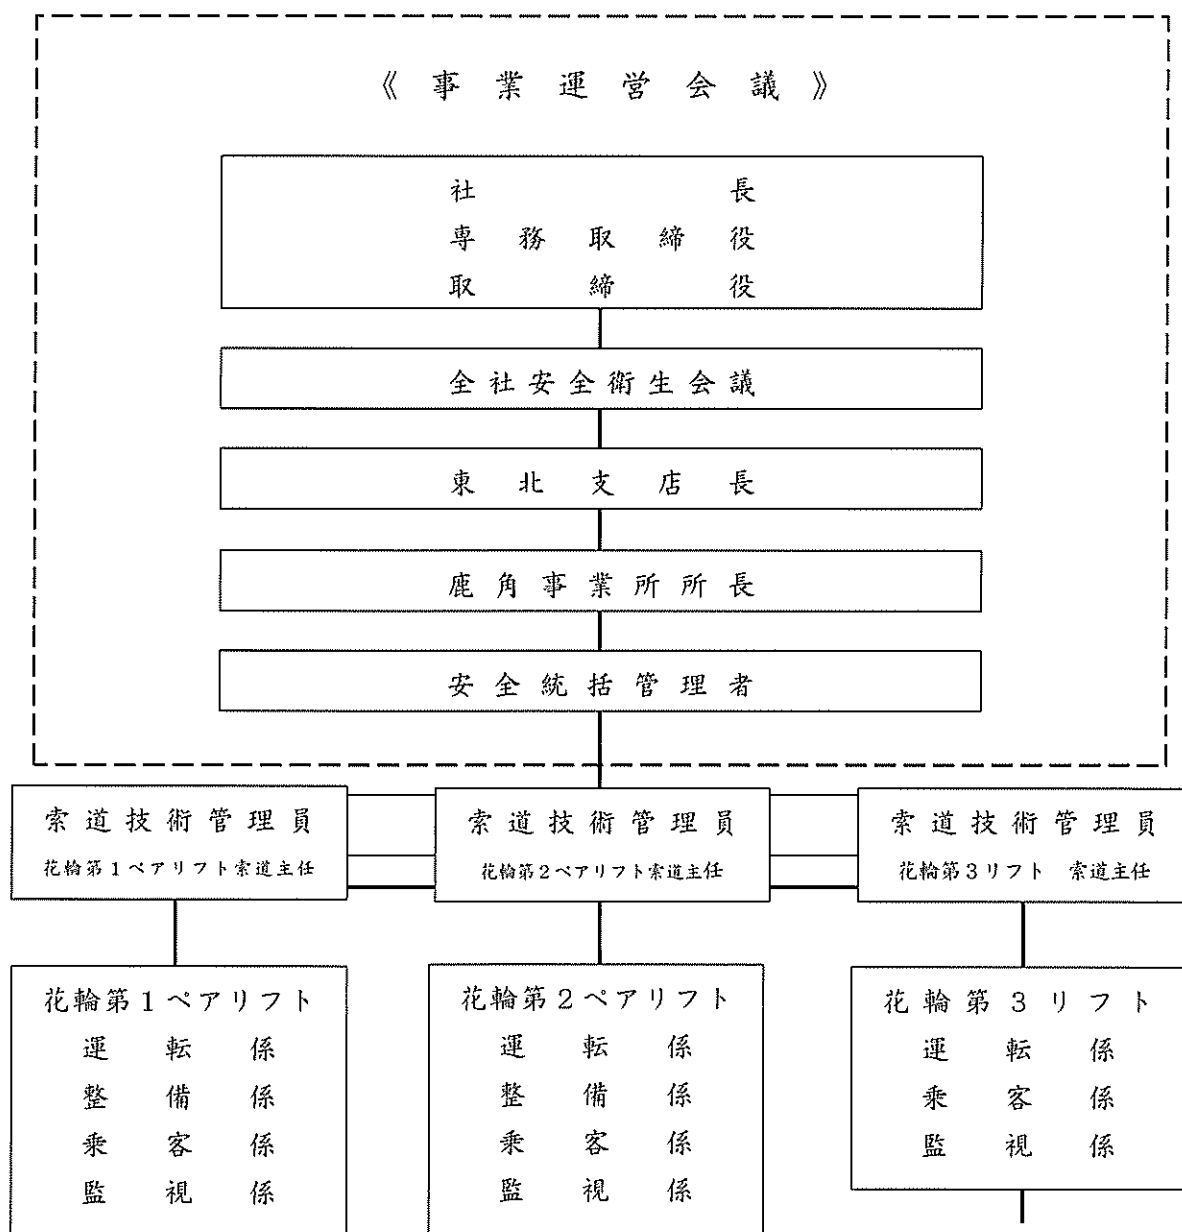 《事業運営会議》
社長
専務取締役
取締役
全社安全衛生会議
東北支店長
鹿角事業所所長
安全統括管理者
索道技術管理員
花輪第1ペアリフト索道主任
索道技術管理員
花輪第2ペアリフト索道主任
索道技術管理員
花輪第3リフト 索道主任
花輪第1ペアリフト
運転係
整備係
乗客係
監視係
花輪第2ペアリフト
運転係
整備係
乗客係
監視係
花輪第3リフト
運転係
乗客係
監視係